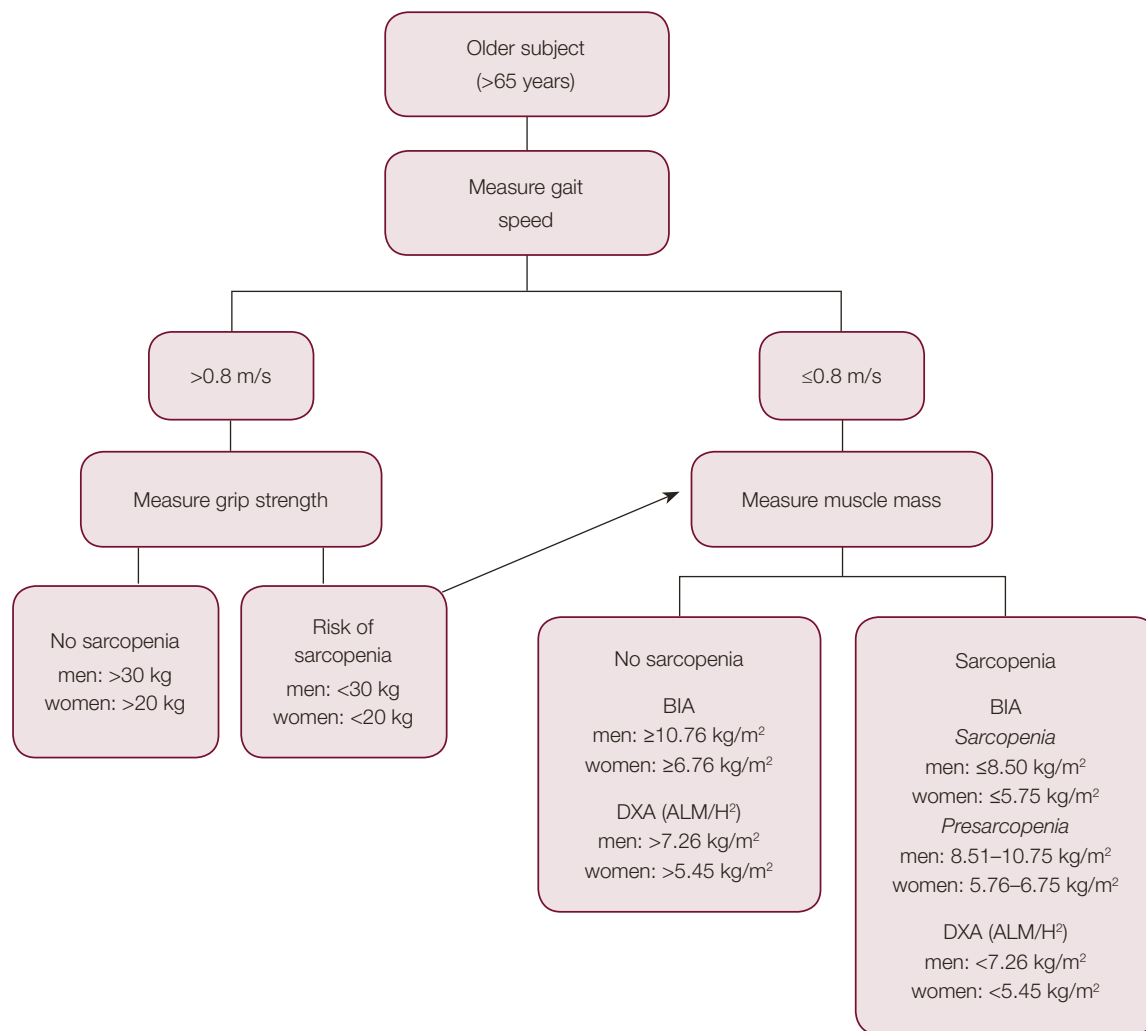 Older subject
(>65 years)
Measure gait
speed
>0.8 m/s
≤0.8 m/s
Measure grip strength
Measure muscle mass
No sarcopenia
men: >30 kg
women: >20 kg
Risk of
sarcopenia
men: <30 kg
women: <20 kg
No sarcopenia
BIA
men: ≥10.76 kg/m²
women: ≥6.76 kg/m²
DXA (ALM/H²)
men: >7.26 kg/m²
women: >5.45 kg/m²
Sarcopenia
BIA
Sarcopenia
men: ≤8.50 kg/m²
women: ≤5.75 kg/m²
Presarcopenia
men: 8.51–10.75 kg/m²
women: 5.76–6.75 kg/m²
DXA (ALM/H²)
men: <7.26 kg/m²
women: <5.45 kg/m²